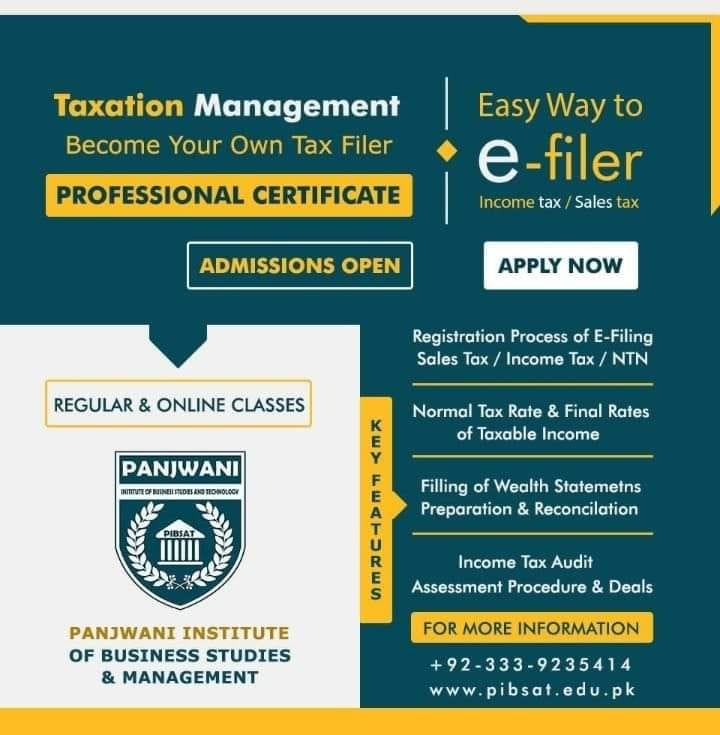 Taxation Management
Become Your Own Tax Filer
PROFESSIONAL CERTIFICATE
Easy Way to
e-filer
Income tax / Sales tax
ADMISSIONS OPEN
APPLY NOW
REGULAR & ONLINE CLASSES
PANJWANI
INSTITUTE OF BUSINESS STUDIES AND TECHNOLOGY
PIBSAT
PANJWANI INSTITUTE
OF BUSINESS STUDIES
& MANAGEMENT
KEY FEATURES
Registration Process of E-Filing
Sales Tax / Income Tax / NTN
Normal Tax Rate & Final Rates
of Taxable Income
Filling of Wealth Statemetns
Preparation & Reconcilation
Income Tax Audit
Assessment Procedure & Deals
FOR MORE INFORMATION
+92-333-9235414
www.pibsat.edu.pk